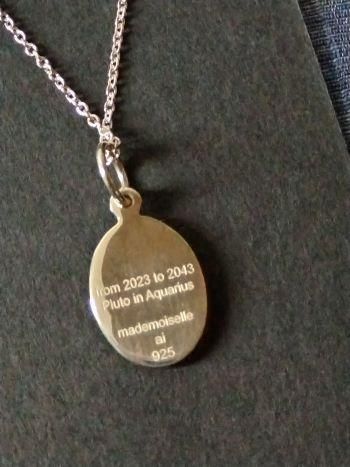 from 2023 to 2043
Pluto in Aquarius
mademoiselle
ai
925